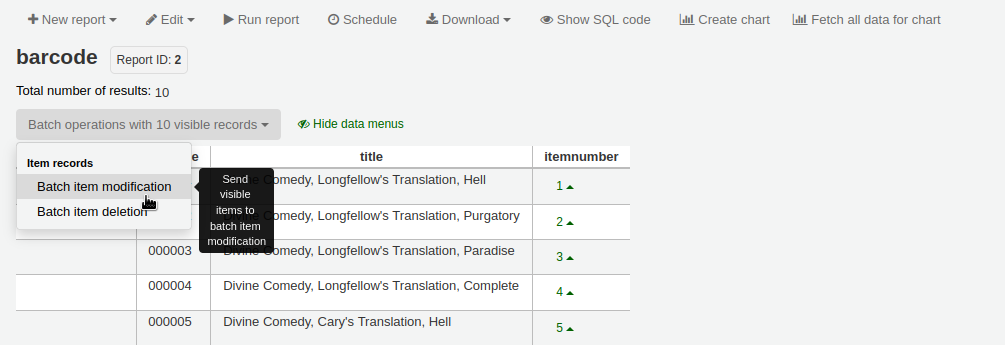 New report Edit Run report Schedule Download Show SQL code Create chart Fetch all data for chart
barcode Report ID: 2
Total number of results: 10
Batch operations with 10 visible records Hide data menus
e title itemnumber
Item records
Batch item modification
Batch item deletion
Send
visible
items to
batch item
modification
Comedy, Longfellow's Translation, Hell 1
Comedy, Longfellow's Translation, Purgatory 2
000003 Divine Comedy, Longfellow's Translation, Paradise 3
000004 Divine Comedy, Longfellow's Translation, Complete 4
000005 Divine Comedy, Cary's Translation, Hell 5